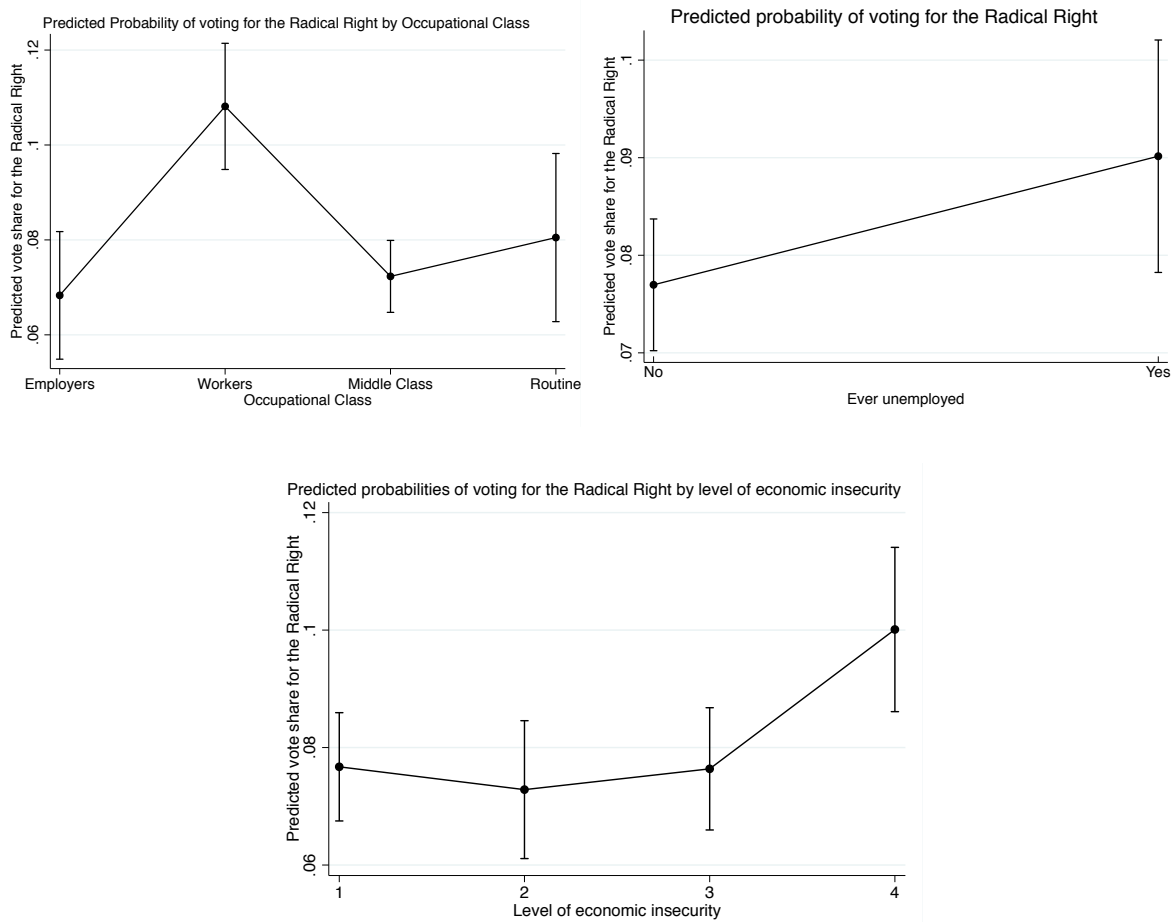 Predicted Probability of voting for the Radical Right by Occupational Class
Predicted vote share for the Radical Right
.12
.1
.08
.06
Employers Workers Middle Class Routine
Occupational Class
Predicted probability of voting for the Radical Right
Predicted vote share for the Radical Right
.1
.09
.08
.07
No Yes
Ever unemployed
Predicted probabilities of voting for the Radical Right by level of economic insecurity
Predicted vote share for the Radical Right
.12
.1
.08
.06
1 2 3 4
Level of economic insecurity